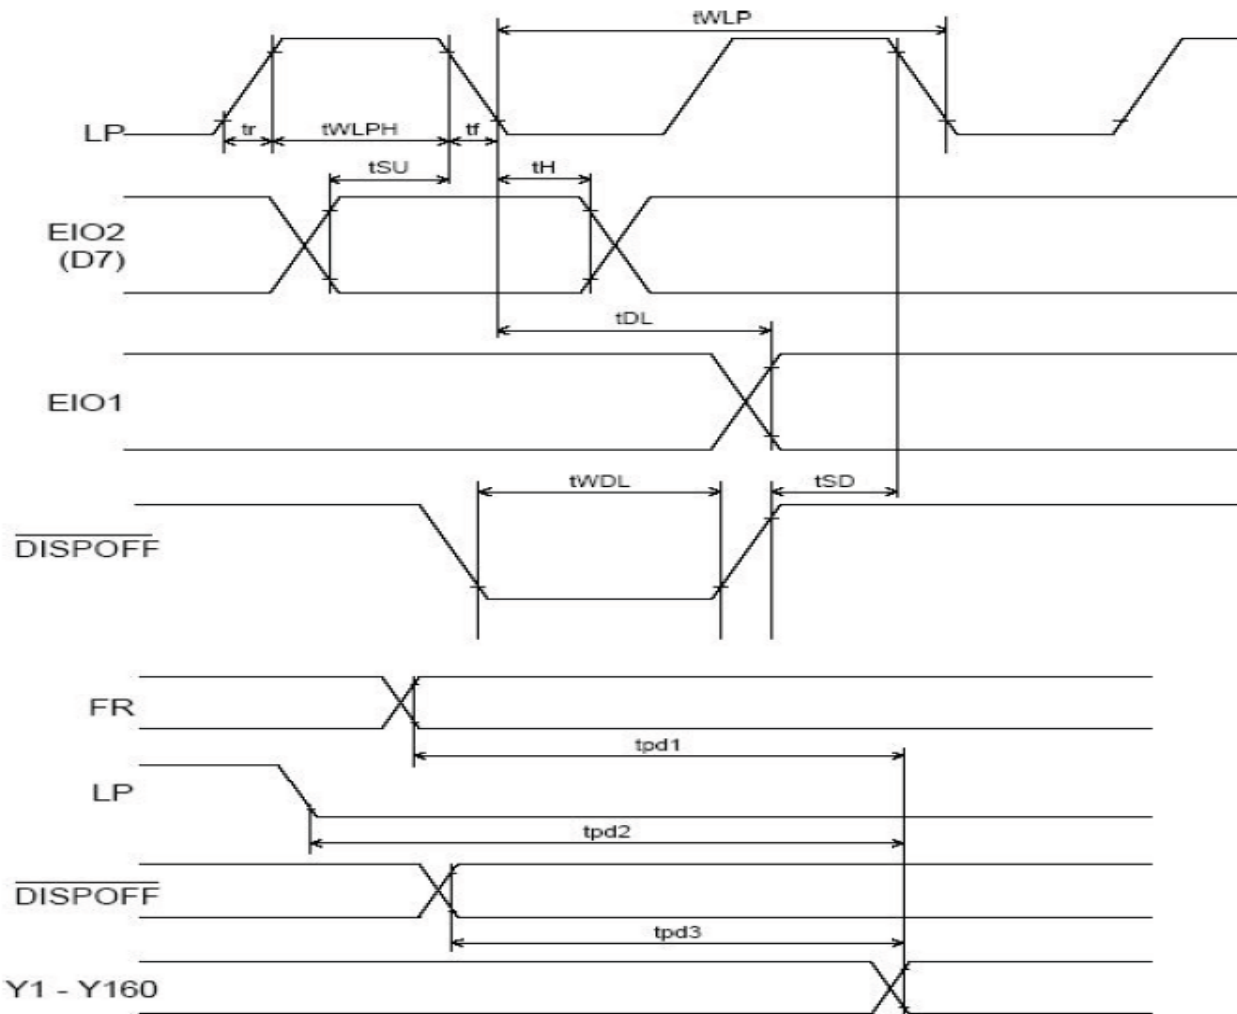 tWLP
LP
tr
tWLPH
tf
tSU
tH
EIO2
(D7)
tDL
EIO1
tWDL
tSD
DISPOFF
FR
tpd1
LP
tpd2
DISPOFF
tpd3
Y1 - Y160